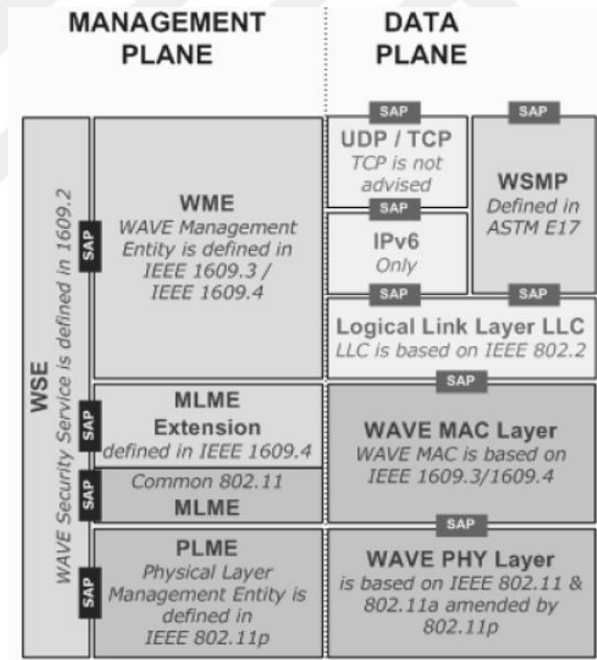 MANAGEMENT
PLANE
DATA
PLANE
WSE
WAVE Security Service is defined in 1609.2
SAP
WME
WAVE Management
Entity is defined in
IEEE 1609.3 /
IEEE 1609.4
SAP
MLME
Extension
defined in IEEE 1609.4
SAP
Common 802.11
MLME
SAP
PLME
Physical Layer
Management Entity is
defined in
IEEE 802.11p
SAP
UDP / TCP
TCP is not
advised
SAP
WSMP
Defined in
ASTM E17
SAP
IPv6
Only
SAP
SAP
Logical Link Layer LLC
LLC is based on IEEE 802.2
SAP
WAVE MAC Layer
WAVE MAC is based on
IEEE 1609.3/1609.4
SAP
WAVE PHY Layer
is based on IEEE 802.11 &
802.11a amended by
802.11p